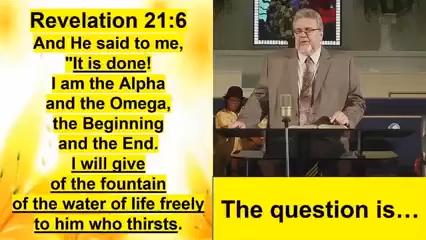 Revelation 21:6
And He said to me,
"It is done!
I am the Alpha
and the Omega,
the Beginning
and the End.
I will give
of the fountain
of the water of life freely
to him who thirsts.
The question is...